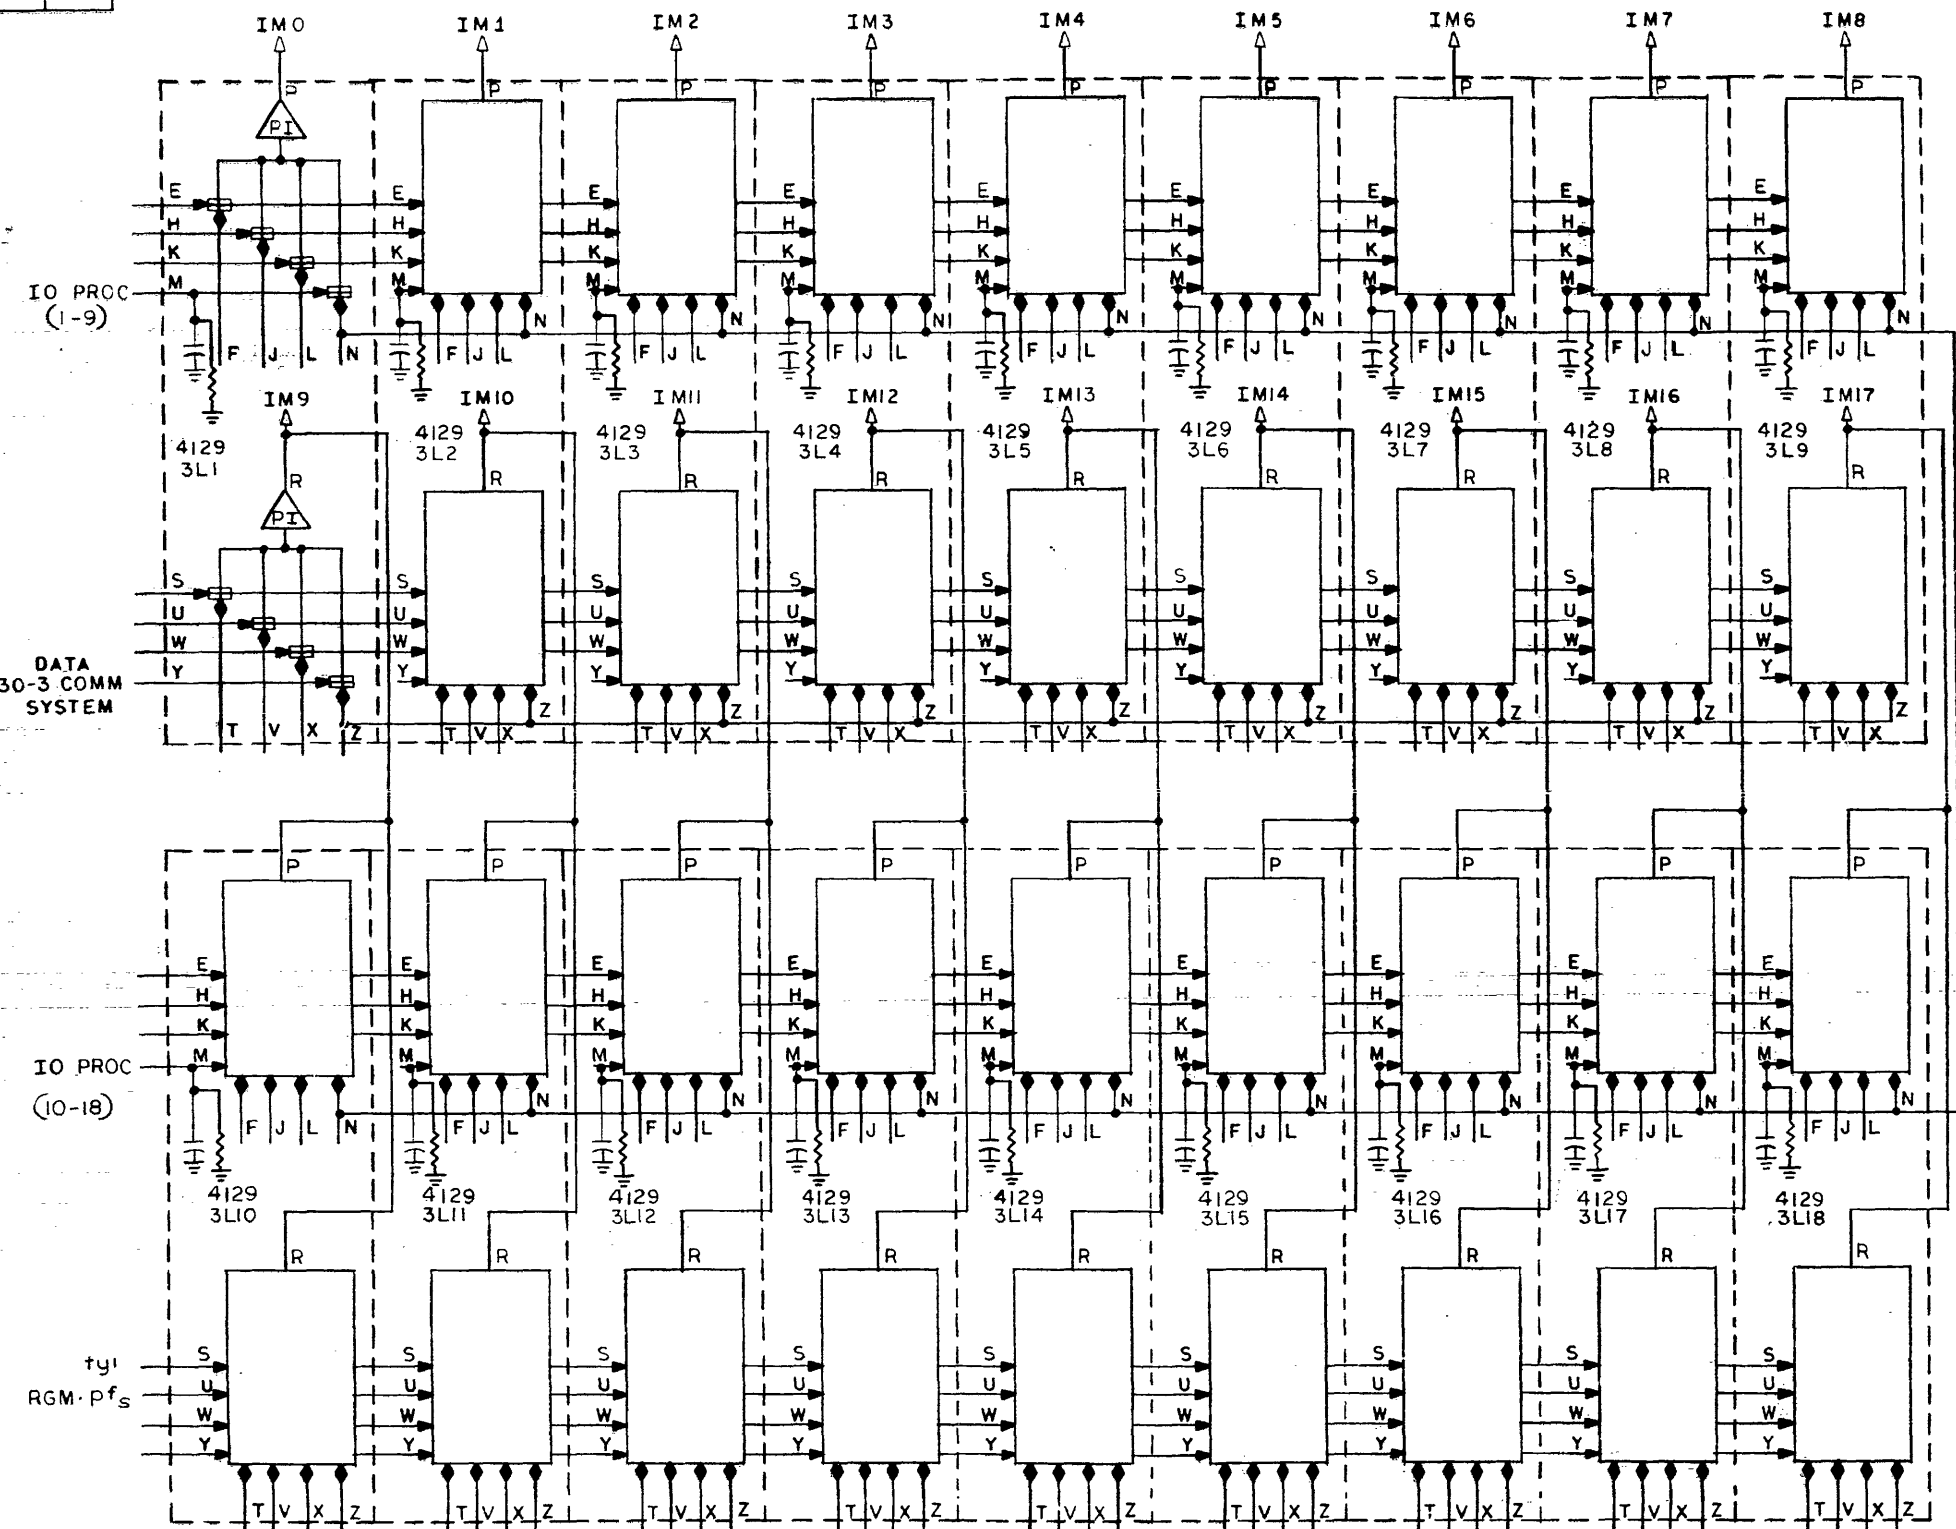 IM0 IM1 IM2 IM3 IM4 IM5 IM6 IM7 IM8
P P P P P P P P P
PI
E E E E E E E E E
H H H H H H H H H
K K K K K K K K K
M M M M M M M M M
IO PROC
(1-9)
N N N N N N N N
F J L N F J L F J L F J L F J L F J L F J L F J L F J L
IM9 IM10 IM11 IM12 IM13 IM14 IM15 IM16 IM17
4129 4129 4129 4129 4129 4129 4129 4129 4129
3L1 3L2 3L3 3L4 3L5 3L6 3L7 3L8 3L9
R R R R R R R R R
PI
S S S S S S S S S
U U U U U U U U U
W W W W W W W W W
Y Y Y Y Y Y Y Y Y
DATA
30-3 COMM
SYSTEM
Z Z Z Z Z Z Z Z
T V X Z T V X T V X T V X T V X T V X T V X T V X T V X
P P P P P P P P P
E E E E E E E E E
H H H H H H H H H
K K K K K K K K K
M M M M M M M M M
IO PROC
(10-18)
N N N N N N N N
F J L N F J L F J L F J L F J L F J L F J L F J L F J L
4129 4129 4129 4129 4129 4129 4129 4129 4129
3L10 3L11 3L12 3L13 3L14 3L15 3L16 3L17 3L18
R R R R R R R R R
S S S S S S S S S
tyi
U U U U U U U U U
RGM·pfs
W W W W W W W W W
Y Y Y Y Y Y Y Y Y
T V X Z T V X Z T V X Z T V X Z T V X Z T V X Z T V X Z T V X Z T V X Z